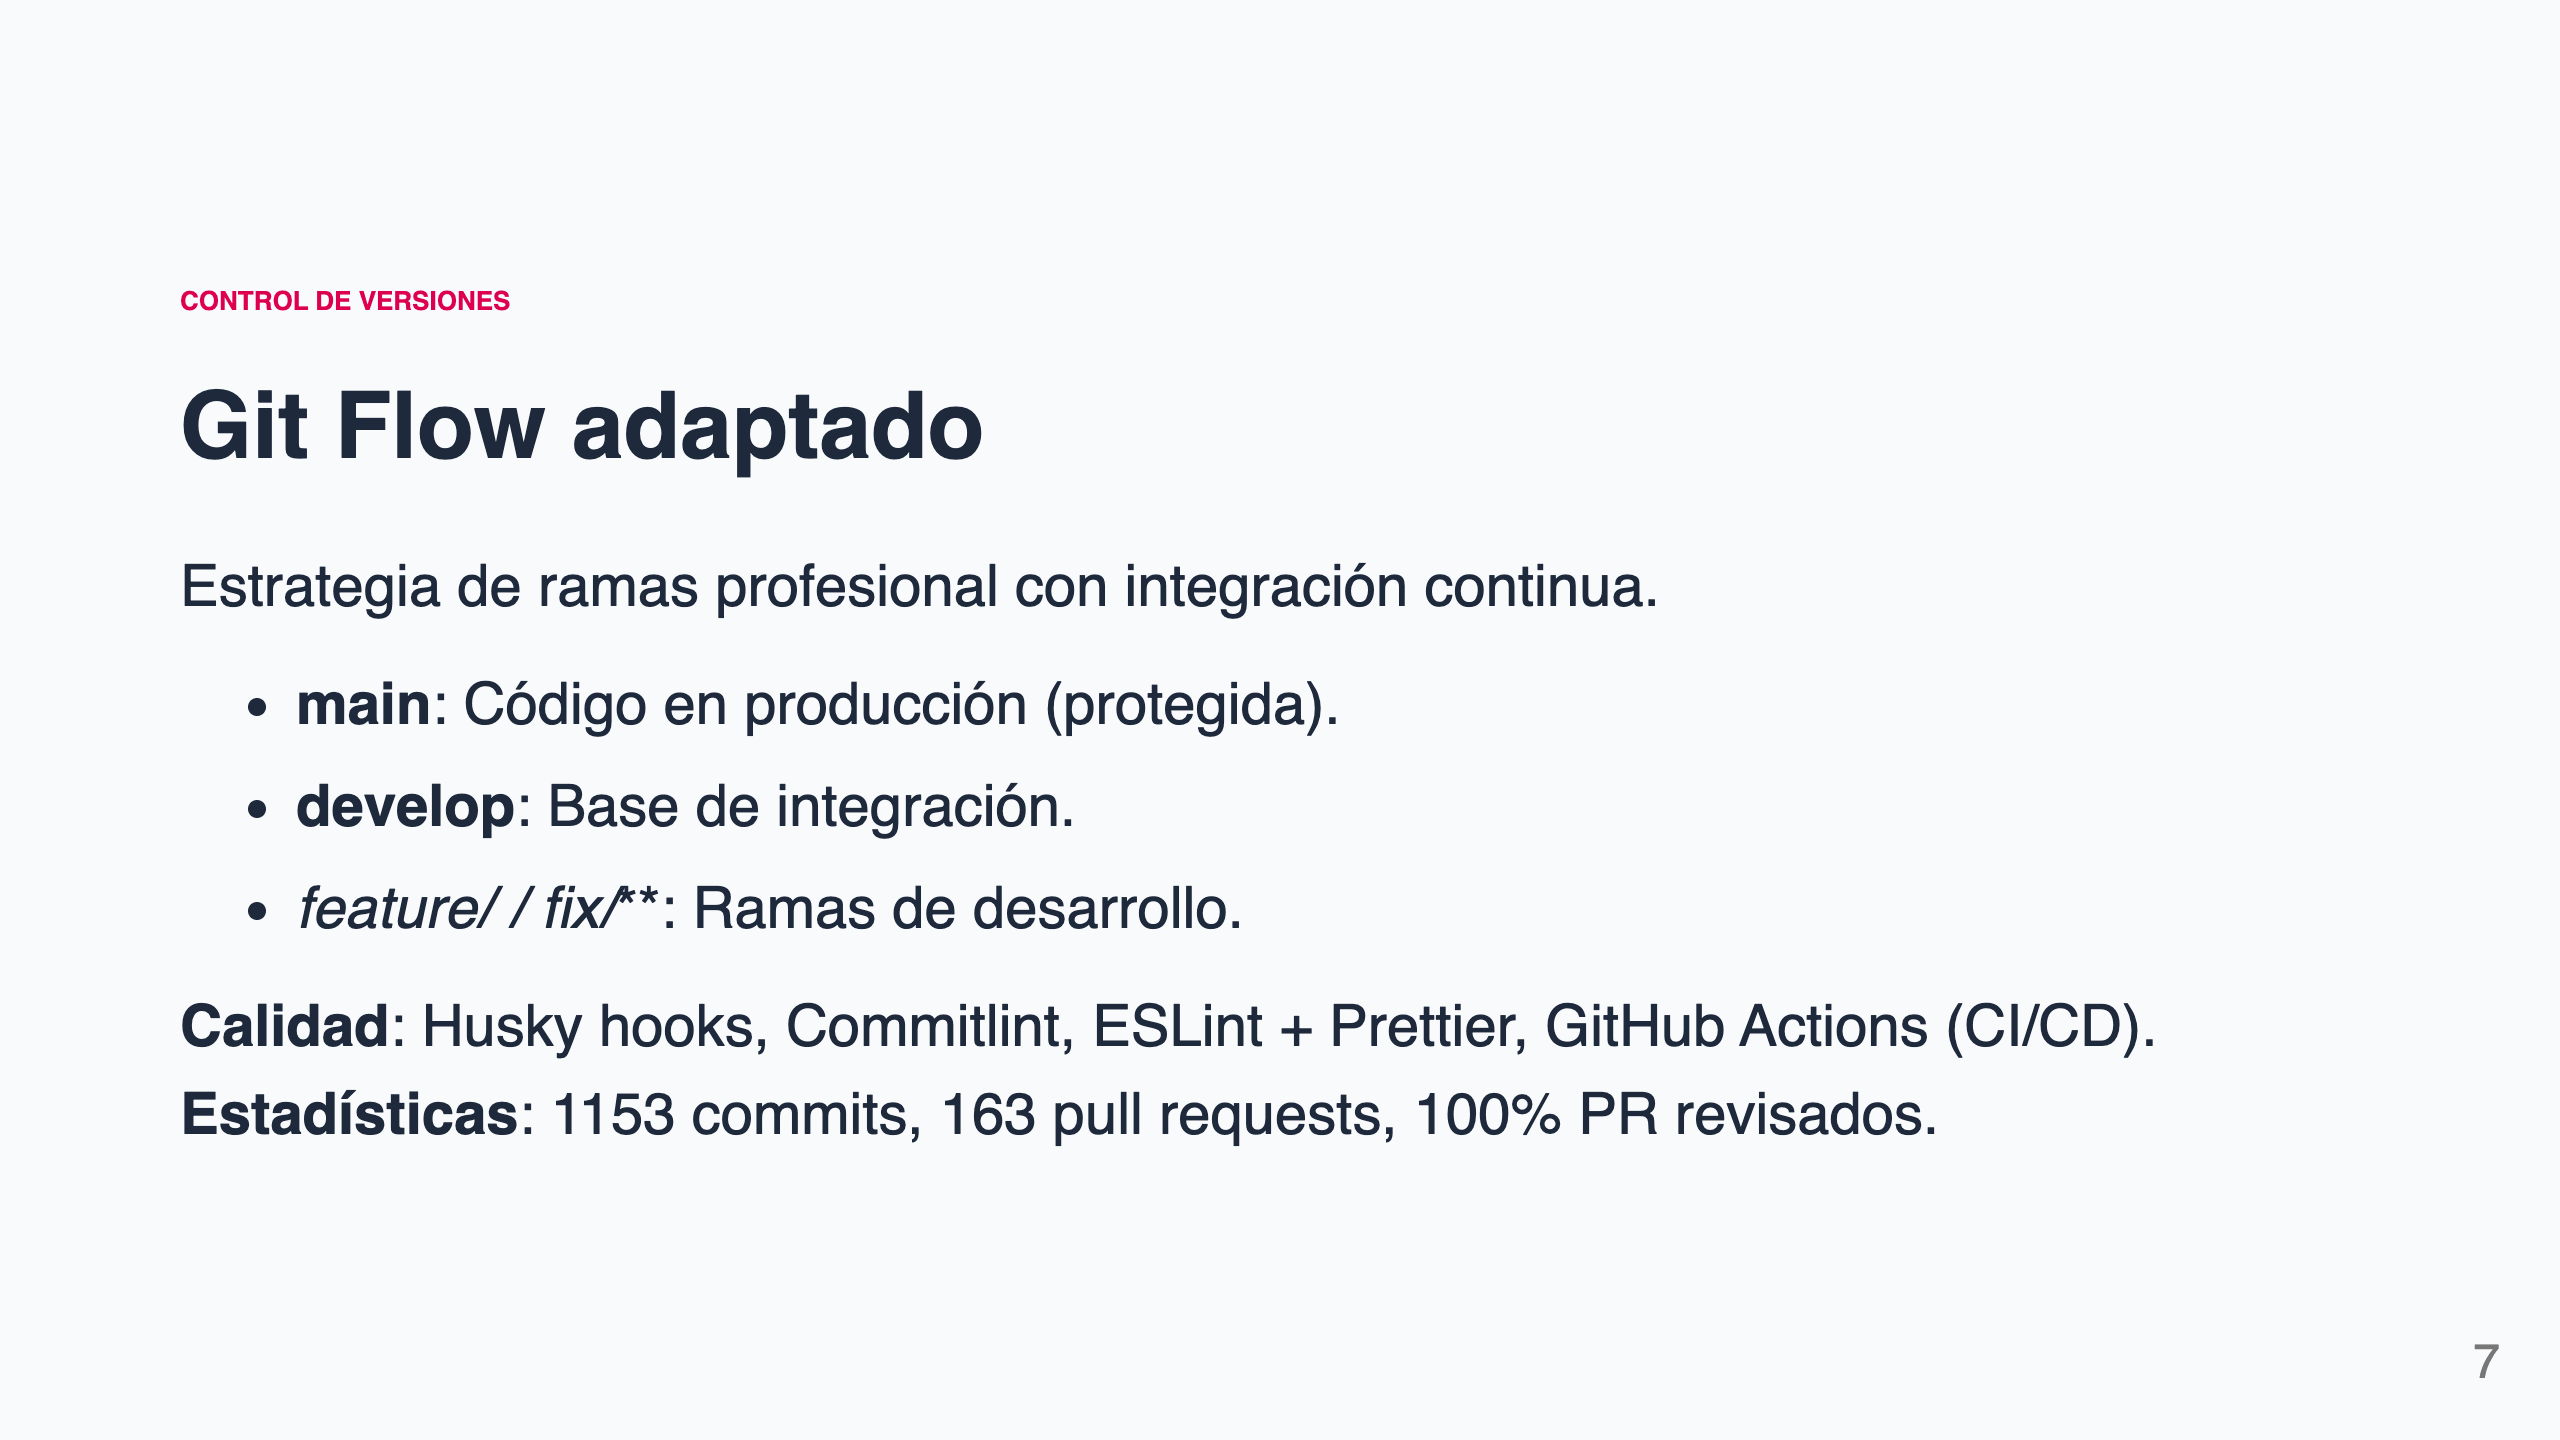 CONTROL DE VERSIONES
Git Flow adaptado
Estrategia de ramas profesional con integración continua.
• main: Código en producción (protegida).
• develop: Base de integración.
• feature/ / fix/**: Ramas de desarrollo.
Calidad: Husky hooks, Commitlint, ESLint + Prettier, GitHub Actions (CI/CD).
Estadísticas: 1153 commits, 163 pull requests, 100% PR revisados.
7